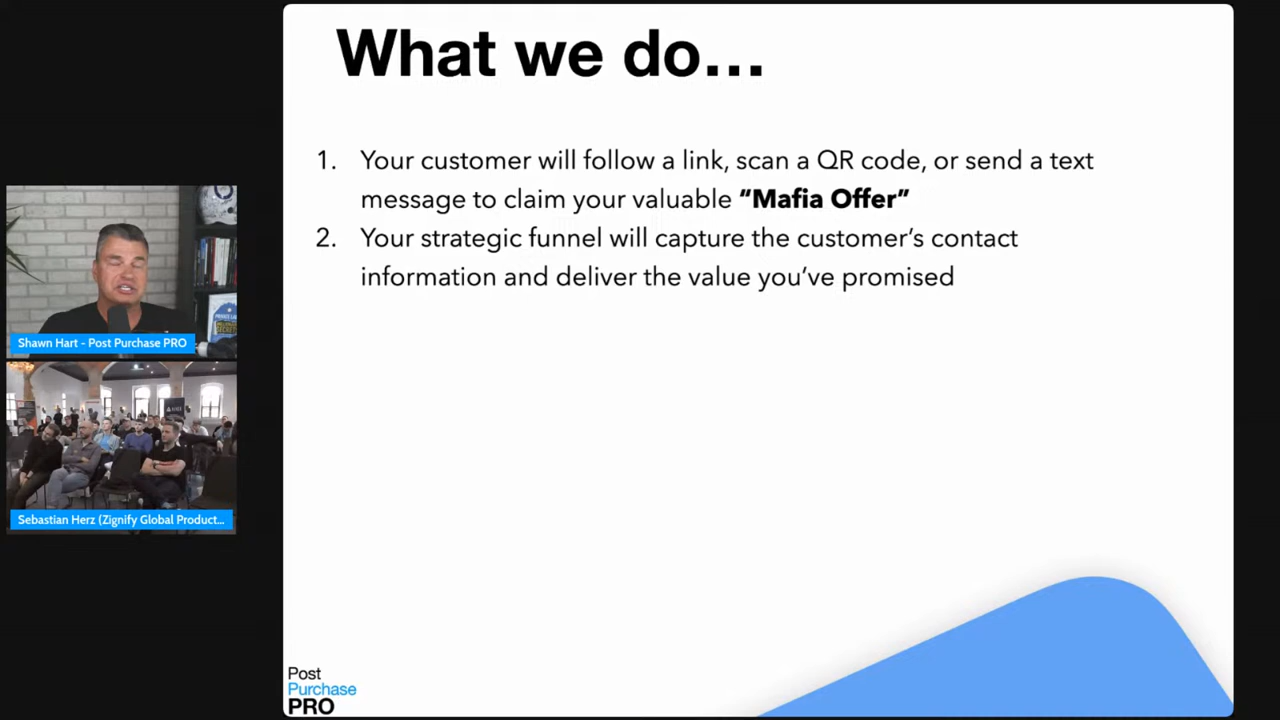 What we do…
1. Your customer will follow a link, scan a QR code, or send a text
message to claim your valuable “Mafia Offer”
2. Your strategic funnel will capture the customer’s contact
information and deliver the value you’ve promised
Shawn Hart - Post Purchase PRO
Sebastian Herz (Zignify Global Product...
Post
Purchase
PRO